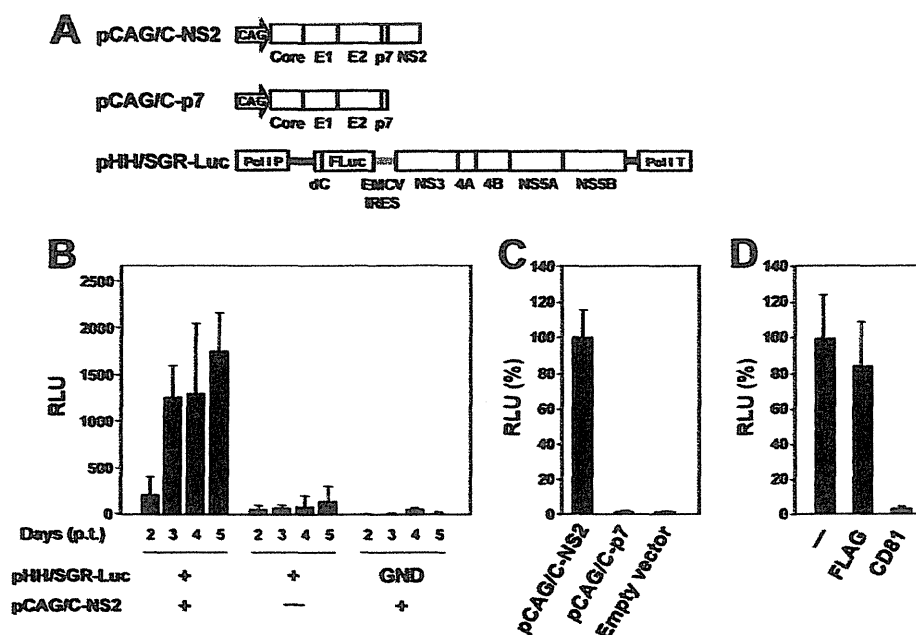 A
pCAG/C-NS2
CAG
Core E1 E2 p7 NS2
pCAG/C-p7
CAG
Core E1 E2 p7
pHH/SGR-Luc
Pol I P
FLuc
Pol I T
dC
EMCV
IRES
NS3 4A 4B NS5A NS5B
B
RLU
2500
2000
1500
1000
500
0
Days (p.t.) 2 3 4 5 2 3 4 5 2 3 4 5
pHH/SGR-Luc + + GND
pCAG/C-NS2 + — +
C
RLU (%)
140
120
100
80
60
40
20
0
pCAG/C-NS2
pCAG/C-p7
Empty vector
D
RLU (%)
140
120
100
80
60
40
20
0
—
FLAG
CD81